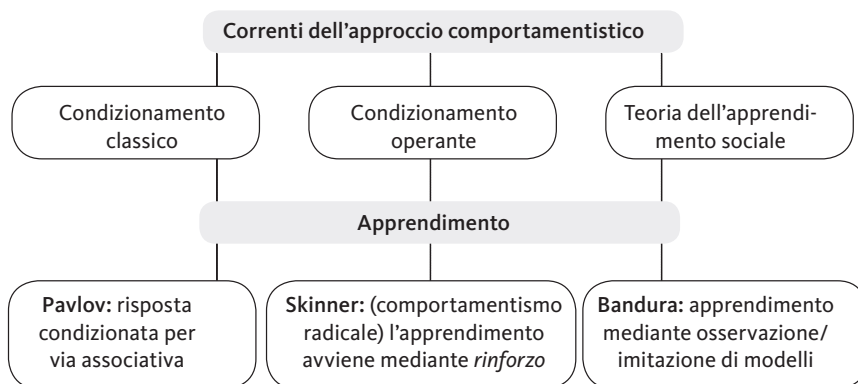 Correnti dell'approccio comportamentistico
Condizionamento
classico
Condizionamento
operante
Teoria dell'apprendi-
mento sociale
Apprendimento
Pavlov: risposta
condizionata per
via associativa
Skinner: (comportamentismo
radicale) l'apprendimento
avviene mediante rinforzo
Bandura: apprendimento
mediante osservazione/
imitazione di modelli